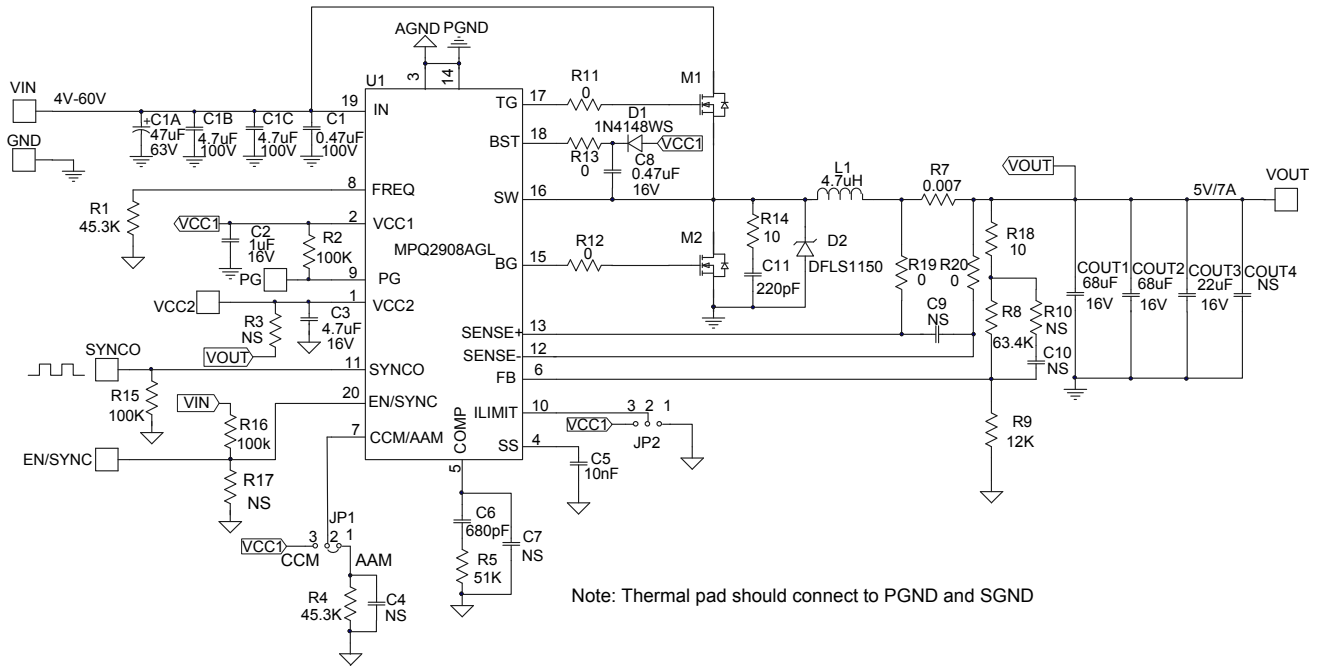 AGND PGND
U1
3
14
VIN
4V-60V
GND
+C1A
47uF
63V
C1B
4.7uF
100V
C1C
4.7uF
100V
C1
0.47uF
100V
19
IN
TG
17
R11
0
M1
BST
18
R13
0
D1
1N4148WS
VCC1
C8
0.47uF
16V
8
FREQ
R1
45.3K
SW
16
L1
4.7uH
R7
0.007
VOUT
5V/7A
VOUT
VCC1
2
VCC1
C2
1uF
16V
R2
100K
MPQ2908AGL
PG
9
PG
BG
15
R12
0
M2
R14
10
C11
220pF
D2
DFLS1150
R19
0
R20
0
R18
10
COUT1
68uF
16V
COUT2
68uF
16V
COUT3
22uF
16V
COUT4
NS
VCC2
1
VCC2
R3
NS
C3
4.7uF
16V
VOUT
C9
NS
R8
63.4K
R10
NS
C10
NS
SENSE+
13
SENSE-
12
FB
6
SYNCO
11
SYNCO
R15
100K
20
EN/SYNC
VIN
R16
100k
ILIMIT
10
VCC1
3 2 1
JP2
R9
12K
7
CCM/AAM
EN/SYNC
R17
NS
SS
4
C5
10nF
COMP
5
JP1
VCC1
3 2 1
CCM
AAM
R4
45.3K
C4
NS
C6
680pF
R5
51K
C7
NS
Note: Thermal pad should connect to PGND and SGND